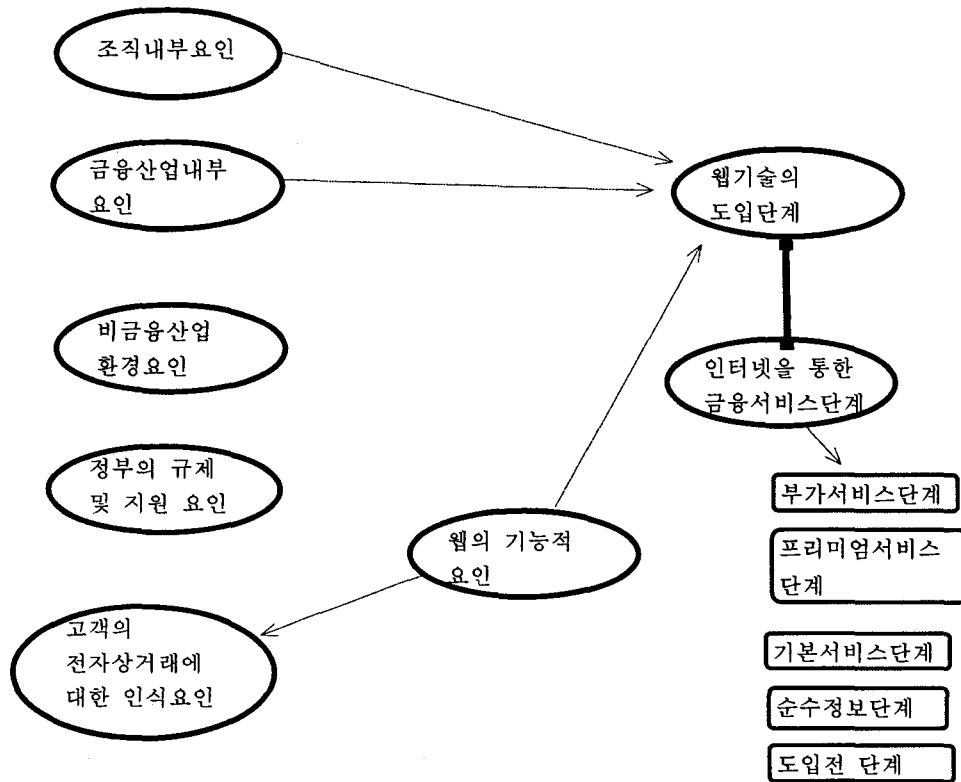 조직내부요인
금융산업내부
요인
비금융산업
환경요인
정부의 규제
및 지원 요인
고객의
전자상거래에
대한 인식요인
웹의 기능적
요인
웹기술의
도입단계
인터넷을 통한
금융서비스단계
부가서비스단계
프리미엄서비스
단계
기본서비스단계
순수정보단계
도입전 단계